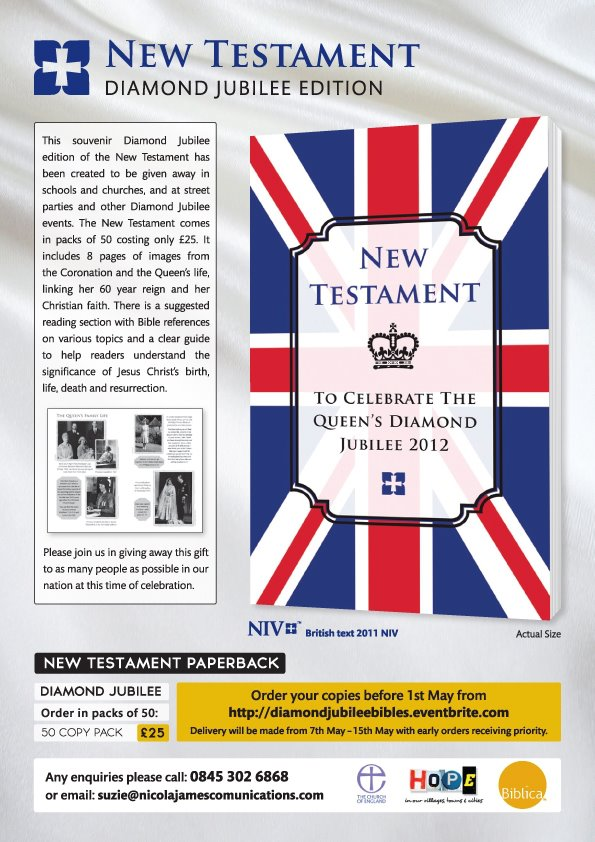 NEW TESTAMENT
DIAMOND JUBILEE EDITION
This souvenir Diamond Jubilee
edition of the New Testament has
been created to be given away in
schools and churches, and at street
parties and other Diamond Jubilee
events. The New Testament comes
in packs of 50 costing only £25. It
includes 8 pages of images from
the Coronation and the Queen's life,
linking her 60 year reign and her
Christian faith. There is a suggested
reading section with Bible references
on various topics and a clear guide
to help readers understand the
significance of Jesus Christ's birth,
life, death and resurrection.
THE QUEEN'S FAMILY LIFE
Please join us in giving away this gift
to as many people as possible in our
nation at this time of celebration.
NEW
TESTAMENT
TO CELEBRATE THE
QUEEN'S DIAMOND
JUBILEE 2012
NIV™ British text 2011 NIV
Actual Size
NEW TESTAMENT PAPERBACK
DIAMOND JUBILEE
Order in packs of 50:
50 COPY PACK £25
Order your copies before 1st May from
http://diamondjubileebibles.eventbrite.com
Delivery will be made from 7th May – 15th May with early orders receiving priority.
Any enquiries please call: 0845 302 6868
or email: suzie@nicolajamescomunications.com
THE CHURCH
OF ENGLAND
HOPE
in our villages, towns & cities
Biblica